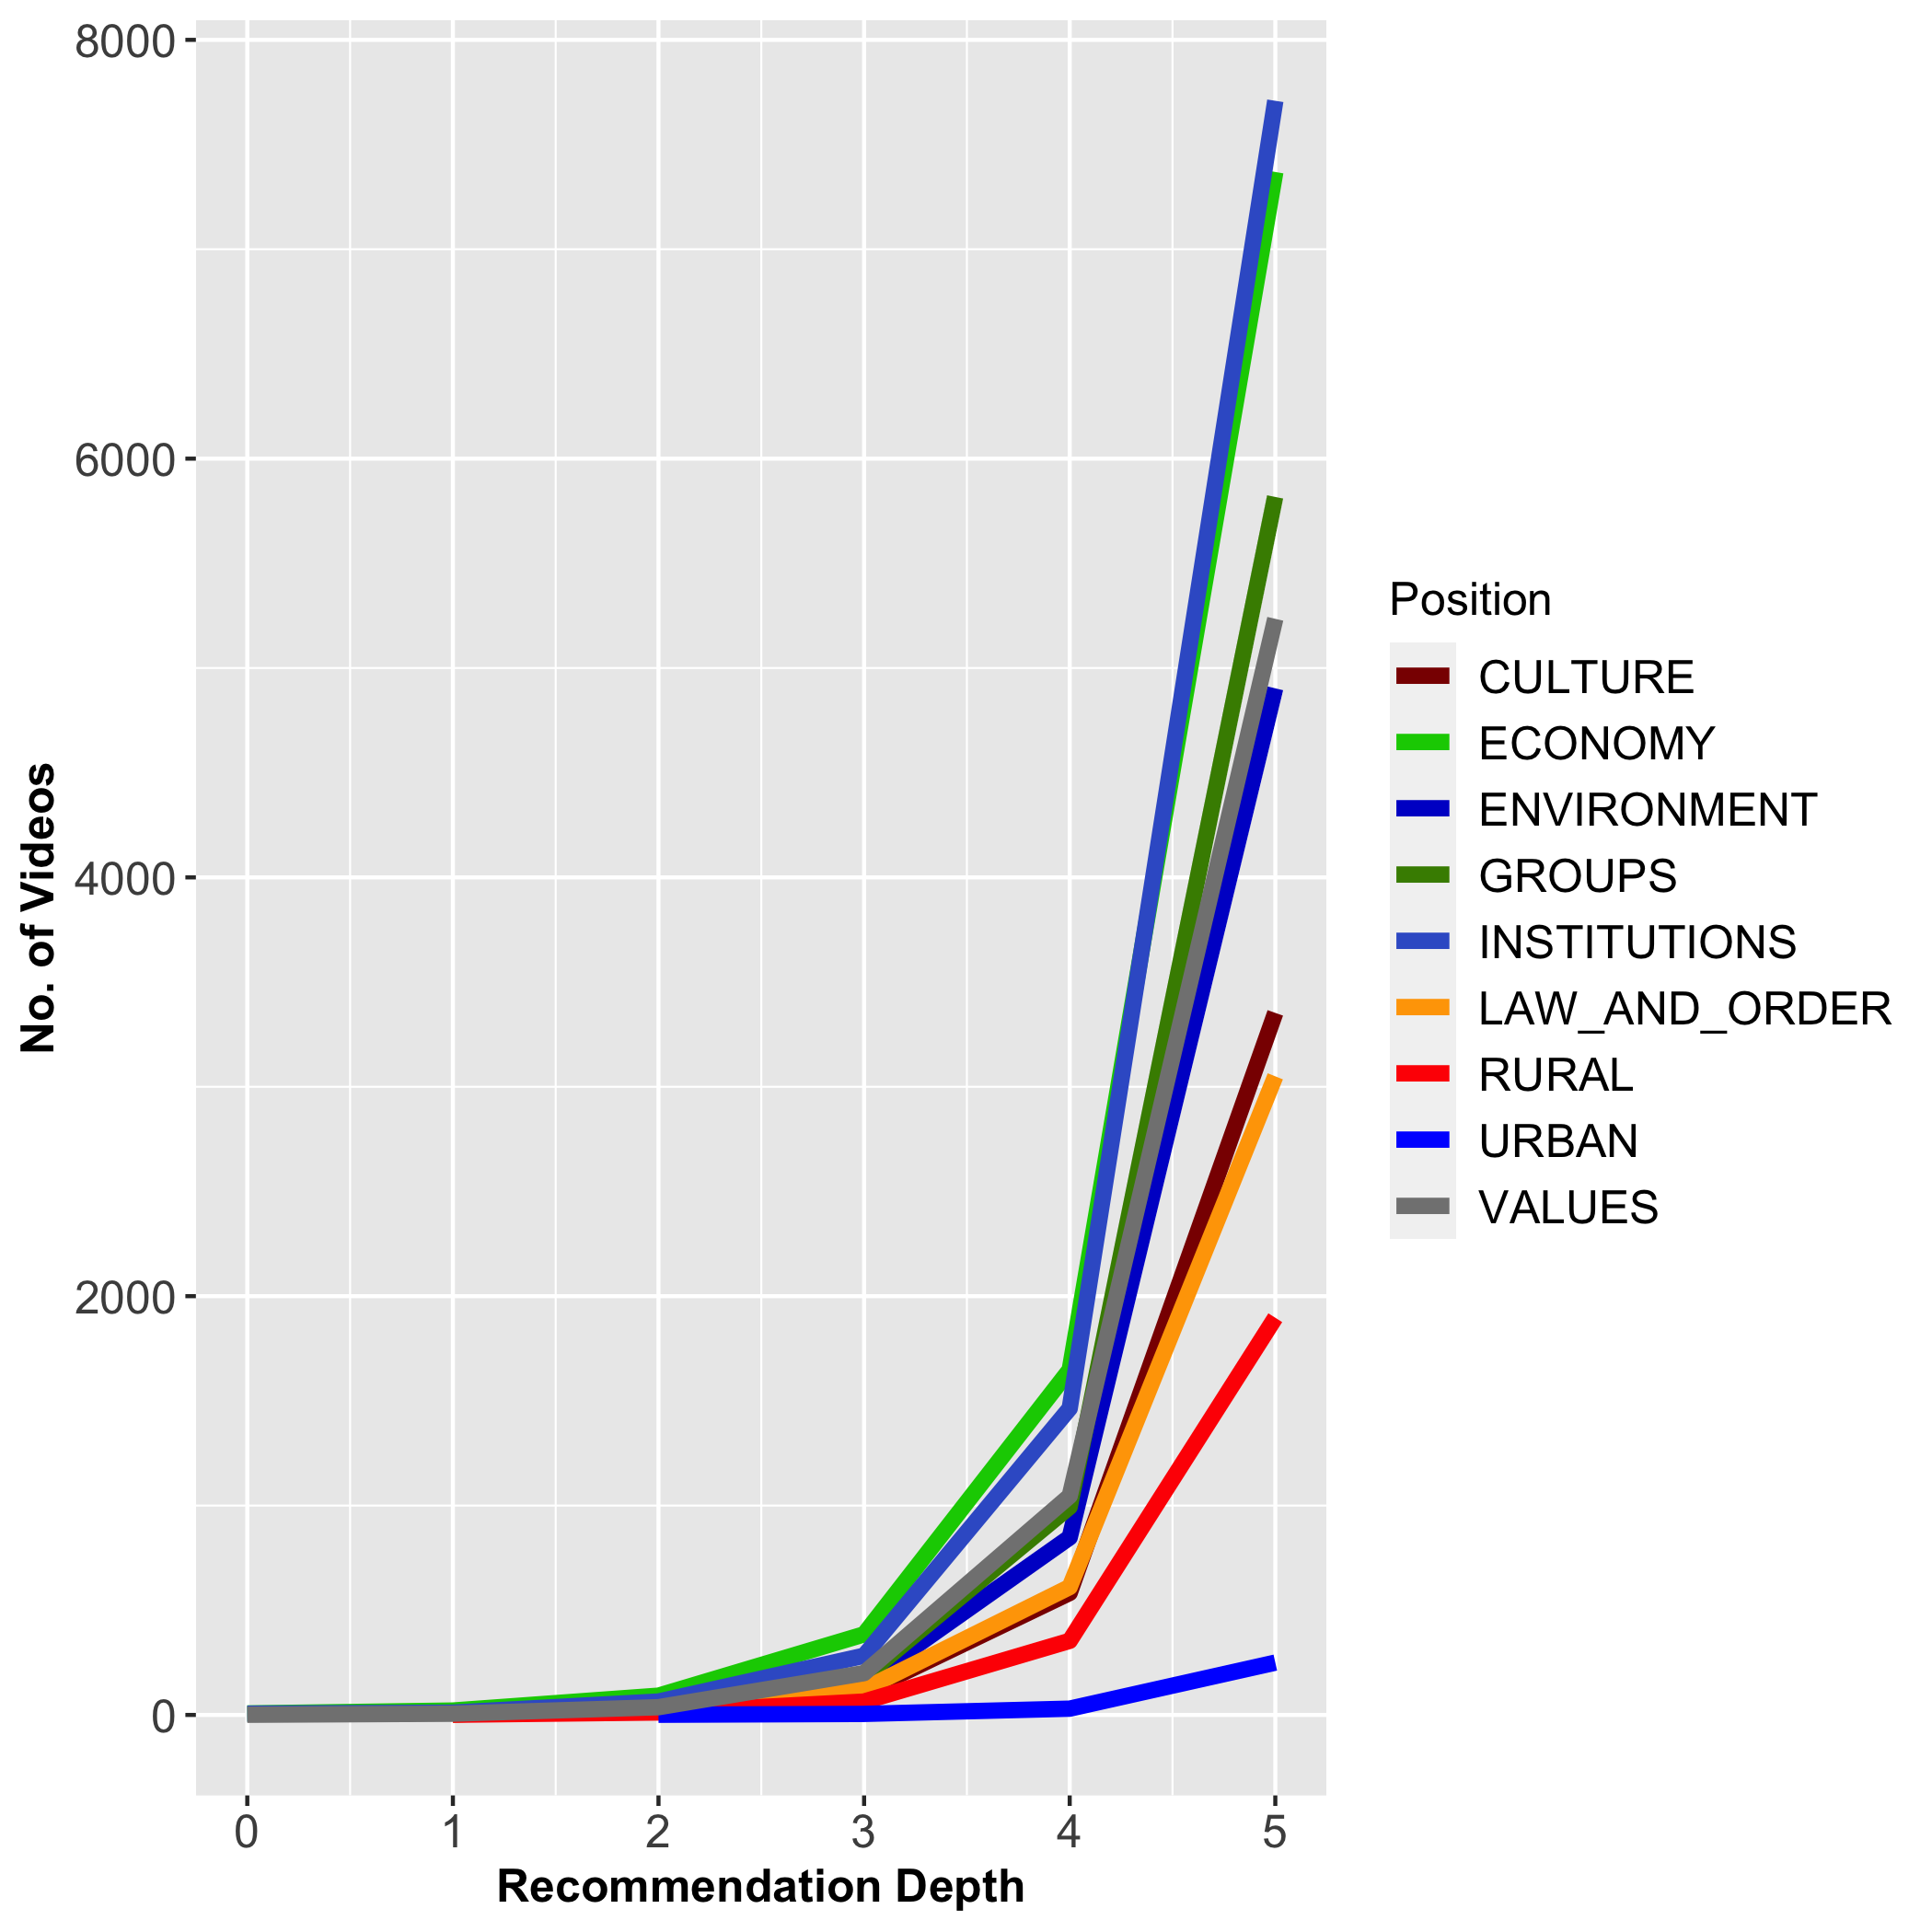 8000
6000
4000
2000
0
No. of Videos
0 1 2 3 4 5
Recommendation Depth
Position
CULTURE
ECONOMY
ENVIRONMENT
GROUPS
INSTITUTIONS
LAW_AND_ORDER
RURAL
URBAN
VALUES